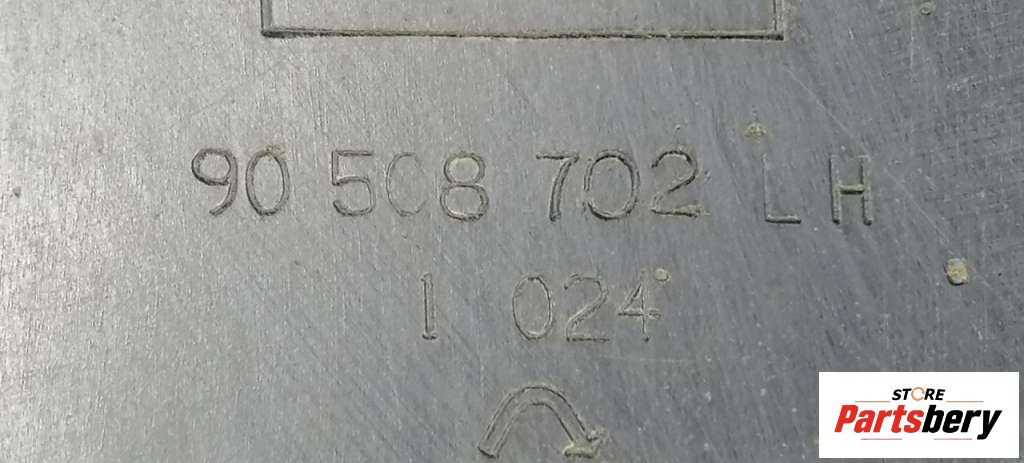 90 508 702 LH
1 024
STORE
Partsbery